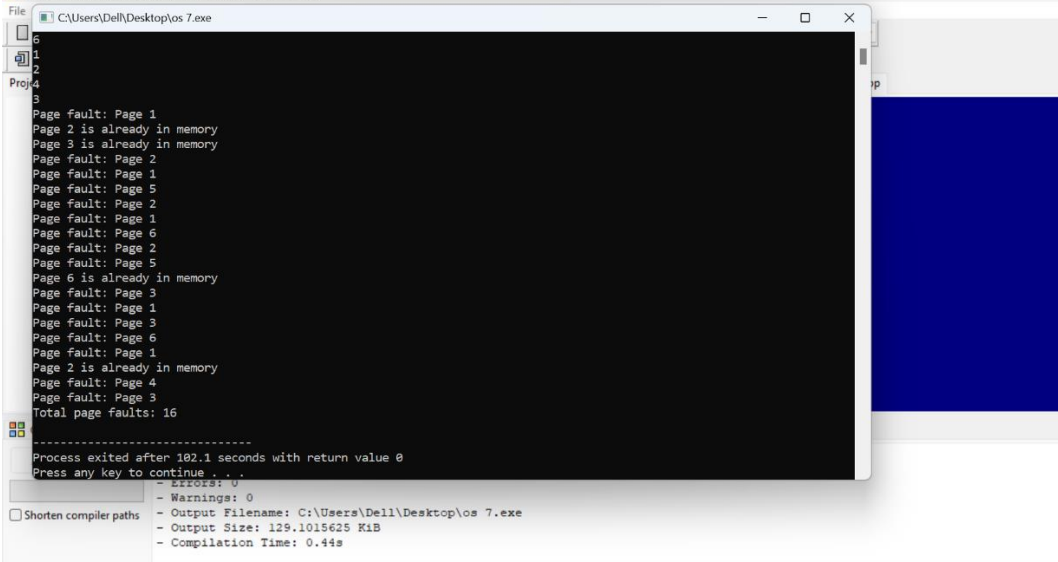 File
C:\Users\Dell\Desktop\os 7.exe
6
1
2
Proje
4
pp
3
Page fault: Page 1
Page 2 is already in memory
Page 3 is already in memory
Page fault: Page 2
Page fault: Page 1
Page fault: Page 5
Page fault: Page 2
Page fault: Page 1
Page fault: Page 6
Page fault: Page 2
Page fault: Page 5
Page 6 is already in memory
Page fault: Page 3
Page fault: Page 1
Page fault: Page 3
Page fault: Page 6
Page fault: Page 1
Page 2 is already in memory
Page fault: Page 4
Page fault: Page 3
Total page faults: 16
--------------------------------
Process exited after 102.1 seconds with return value 0
Press any key to continue . . .
- Errors: 0
- Warnings: 0
Shorten compiler paths
- Output Filename: C:\Users\Dell\Desktop\os 7.exe
- Output Size: 129.1015625 KiB
- Compilation Time: 0.44s